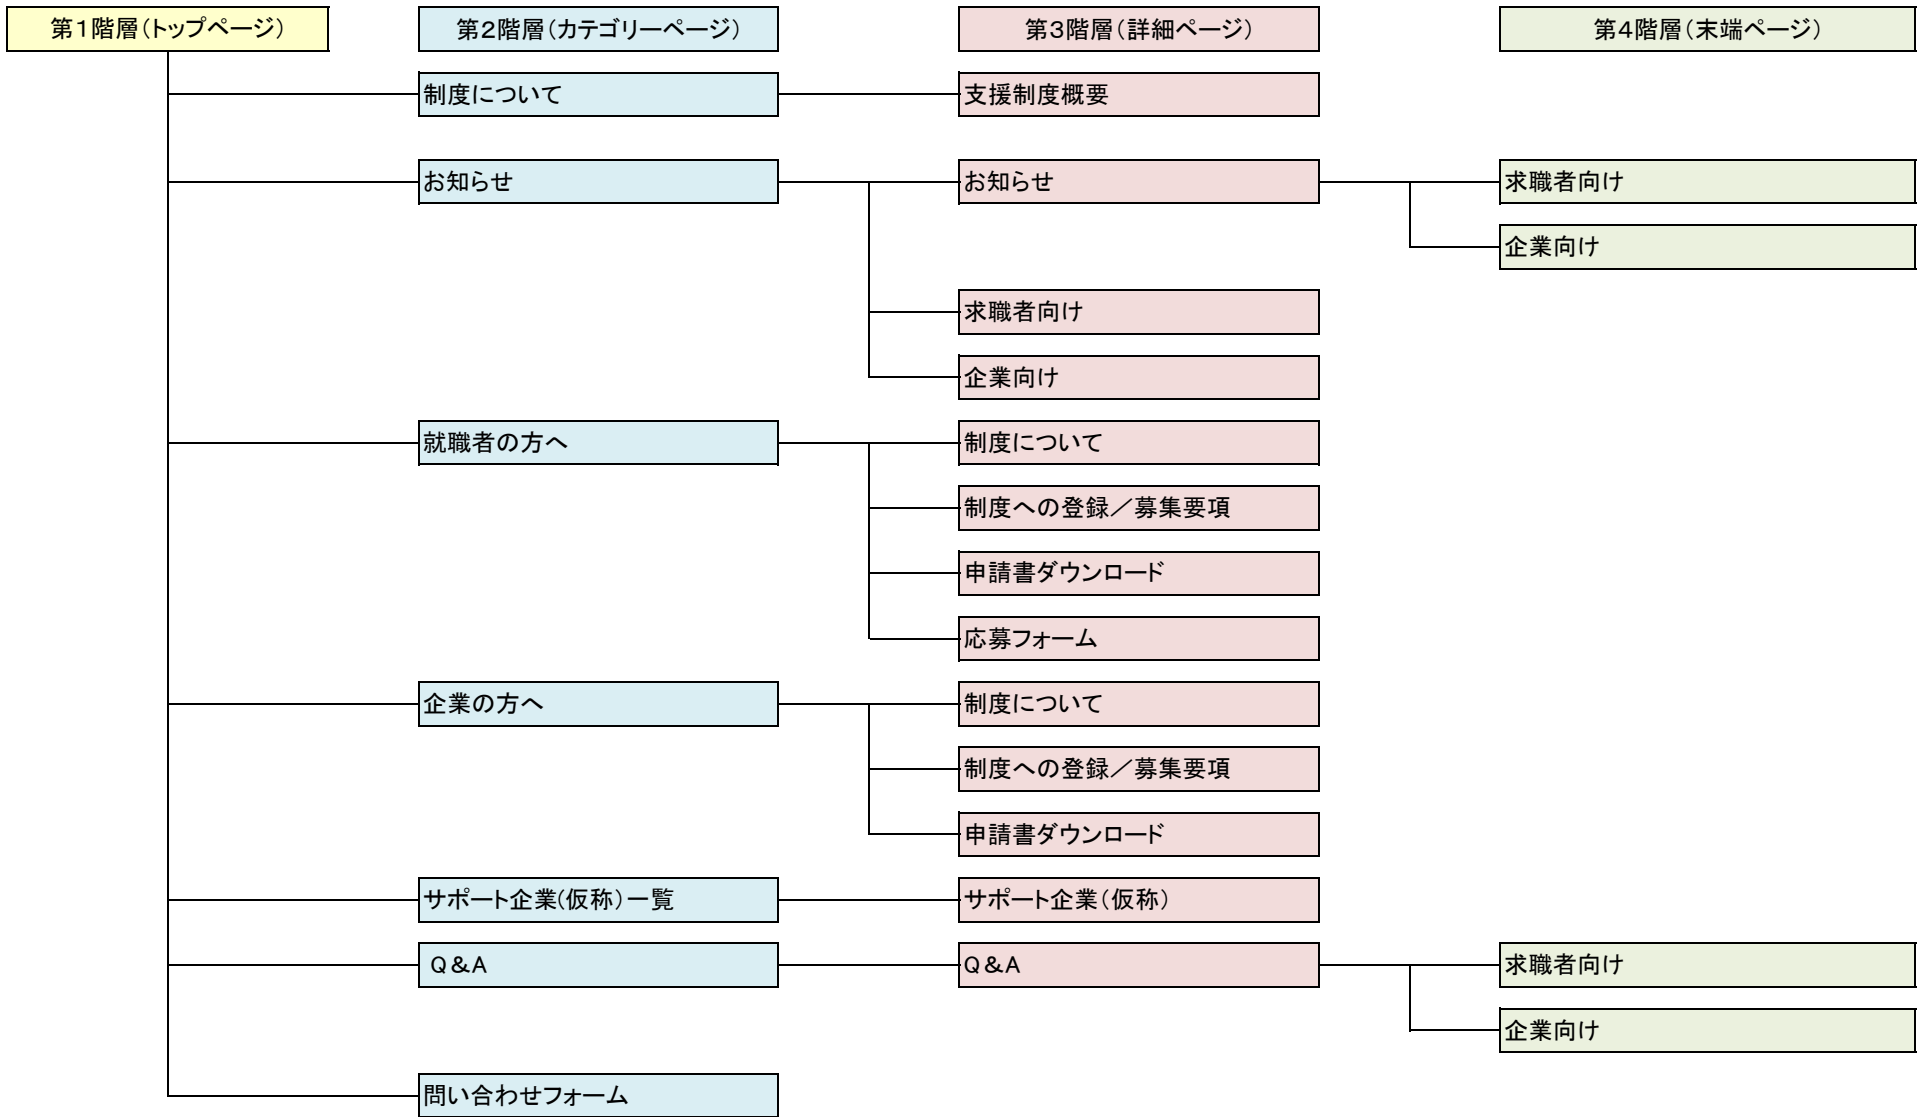 第1階層（トップページ）
第2階層（カテゴリーページ）
第3階層（詳細ページ）
第4階層（末端ページ）
制度について
支援制度概要
お知らせ
お知らせ
求職者向け
企業向け
求職者向け
企業向け
就職者の方へ
制度について
制度への登録／募集要項
申請書ダウンロード
応募フォーム
企業の方へ
制度について
制度への登録／募集要項
申請書ダウンロード
サポート企業(仮称）一覧
サポート企業（仮称）
Q&A
Q&A
求職者向け
企業向け
問い合わせフォーム